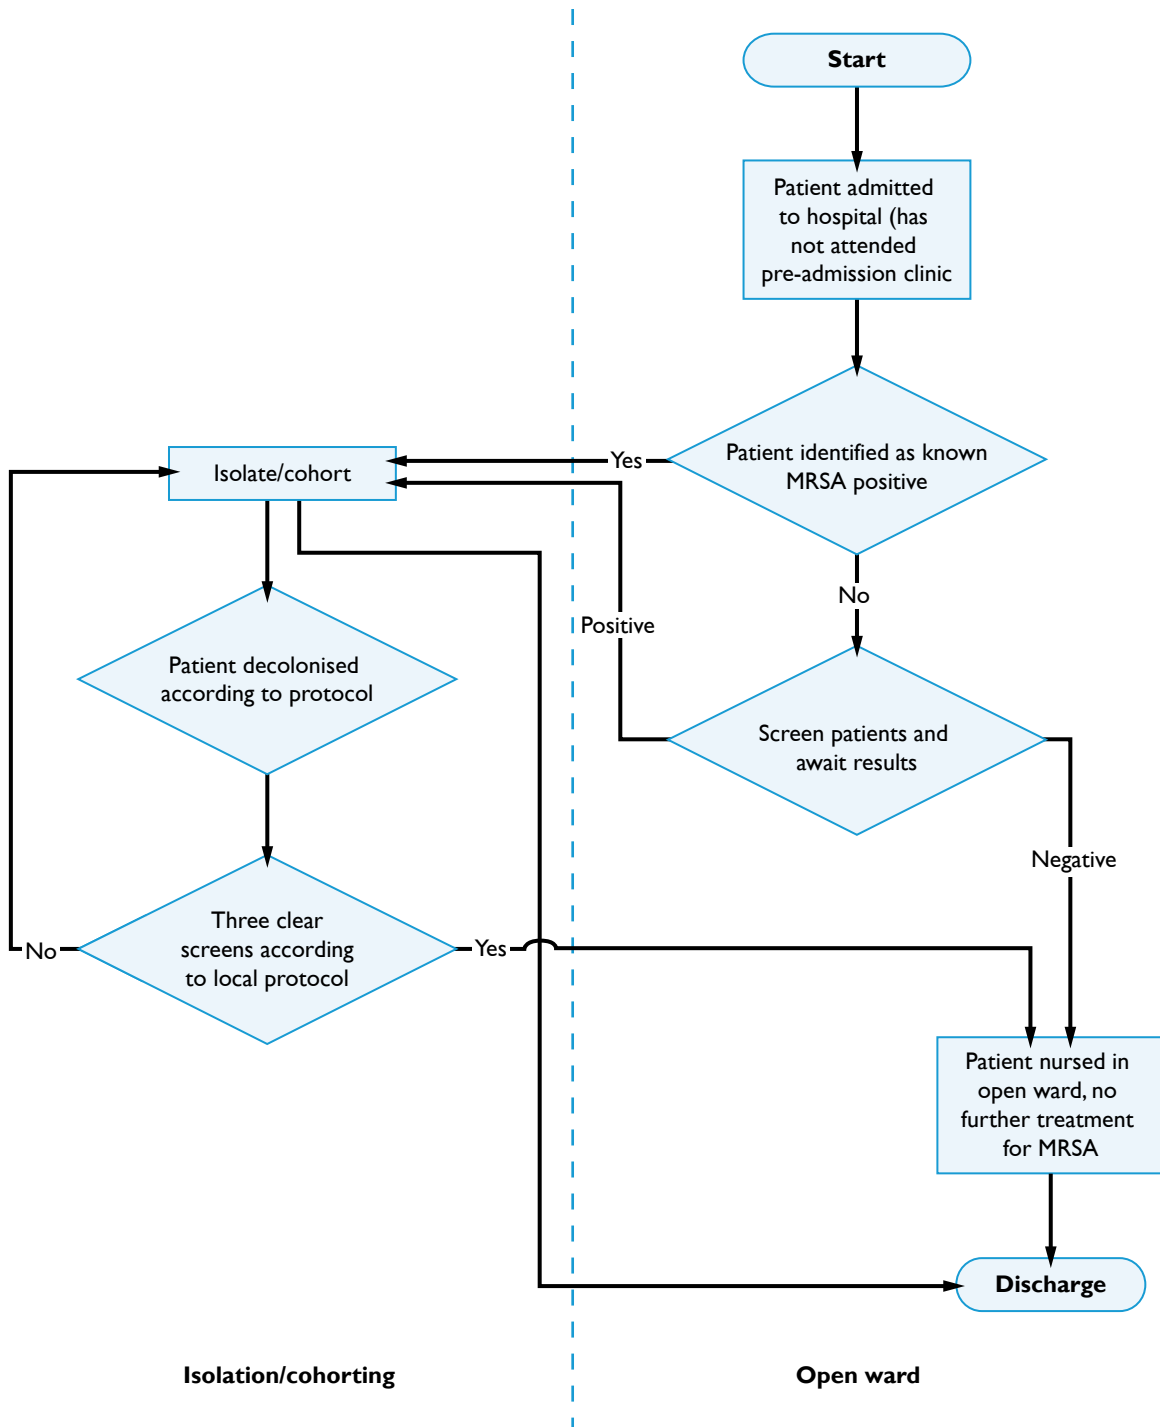 Start
Patient admitted
to hospital (has
not attended
pre-admission clinic
Patient identified as known
MRSA positive
Yes
No
Isolate/cohort
Positive
Screen patients and
await results
Negative
Patient decolonised
according to protocol
Three clear
screens according
to local protocol
No
Yes
Patient nursed in
open ward, no
further treatment
for MRSA
Discharge
Isolation/cohorting
Open ward